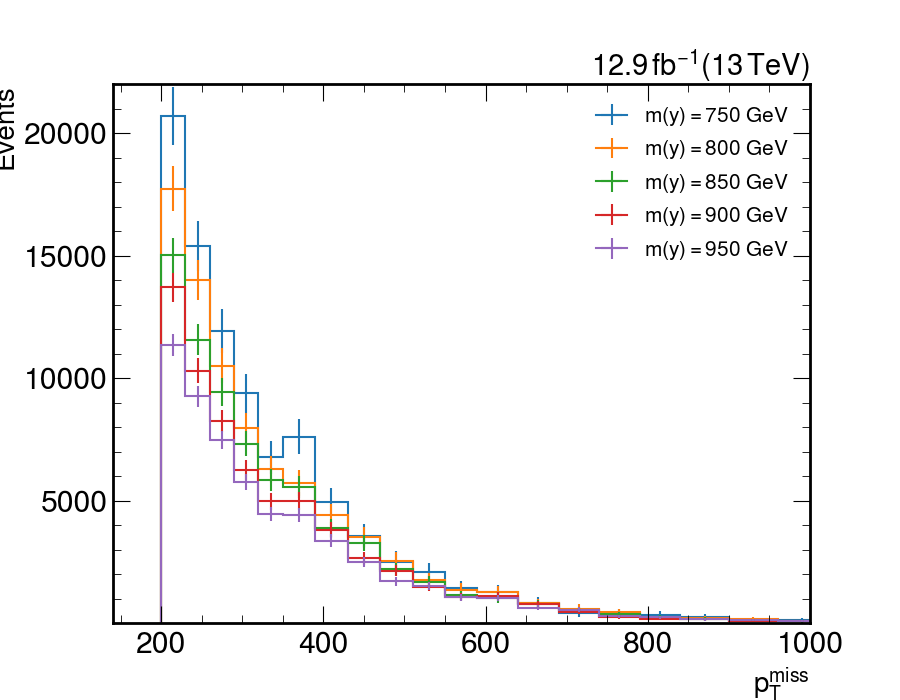 12.9 fb⁻¹ (13 TeV)
Events
20000
15000
10000
5000
m(y) = 750 GeV
m(y) = 800 GeV
m(y) = 850 GeV
m(y) = 900 GeV
m(y) = 950 GeV
200 400 600 800 1000
p_T^miss